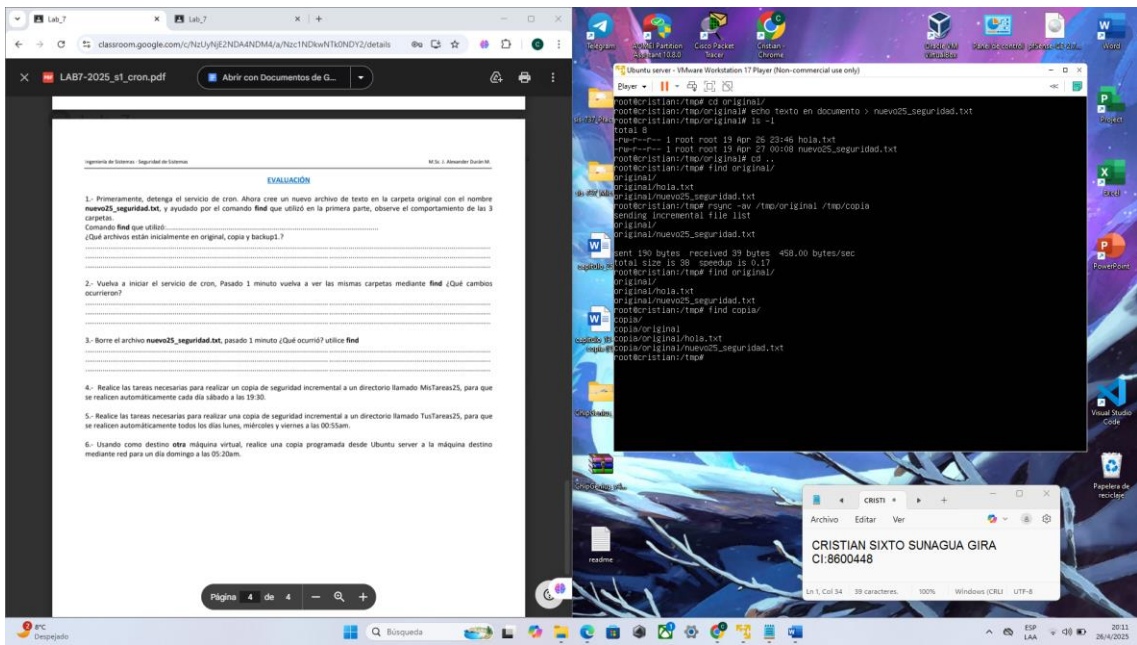 Lab_7
Lab_7
classroom.google.com/c/NzUyNjE2NDA4NDM4/a/Nzc1NDkwNTk0NDY2/details
LAB7-2025_s1_cron.pdf
Abrir con Documentos de G...
Ingeniería de Sistemas - Seguridad de Sistemas
M.Sc. J. Alexander Durán M.
EVALUACIÓN
1.- Primeramente, detenga el servicio de cron. Ahora cree un nuevo archivo de texto en la carpeta original con el nombre
nuevo25_seguridad.txt, y ayudado por el comando find que utilizó en la primera parte, observe el comportamiento de las 3
carpetas.
Comando find que utilizó:
¿Qué archivos están inicialmente en original, copia y backup1.?
2.- Vuelva a iniciar el servicio de cron, Pasado 1 minuto vuelva a ver las mismas carpetas mediante find ¿Qué cambios
ocurrieron?
3.- Borre el archivo nuevo25_seguridad.txt, pasado 1 minuto ¿Qué ocurrió? utilice find
4.- Realice las tareas necesarias para realizar un copia de seguridad incremental a un directorio llamado MisTareas25, para que
se realicen automáticamente cada día sábado a las 19:30.
5.- Realice las tareas necesarias para realizar una copia de seguridad incremental a un directorio llamado TusTareas25, para que
se realicen automáticamente todos los días lunes, miércoles y viernes a las 00:55am.
6.- Usando como destino otra máquina virtual, realice una copia programada desde Ubuntu server a la máquina destino
mediante red para un día domingo a las 05:20am.
Página 4 de 4
Telegram
Cisco Packet
Tracer
Cristian -
Chrome
Oracle VM
VirtualBox
Panel de control
Word
Ubuntu server - VMware Workstation 17 Player (Non-commercial use only)
Player
root@cristian:/tmp# cd original/
root@cristian:/tmp/original# echo texto en documento > nuevo25_seguridad.txt
root@cristian:/tmp/original# ls -l
total 8
-rw-r--r-- 1 root root 19 Apr 26 23:46 hola.txt
-rw-r--r-- 1 root root 19 Apr 27 00:08 nuevo25_seguridad.txt
root@cristian:/tmp/original# cd ..
root@cristian:/tmp# find original/
original/
original/hola.txt
original/nuevo25_seguridad.txt
root@cristian:/tmp# rsync -av /tmp/original /tmp/copia
sending incremental file list
original/
original/nuevo25_seguridad.txt
sent 190 bytes  received 39 bytes  458.00 bytes/sec
total size is 38  speedup is 0.17
root@cristian:/tmp# find original/
original/
original/hola.txt
original/nuevo25_seguridad.txt
root@cristian:/tmp# find copia/
copia/
copia/original
copia/original/hola.txt
copia/original/nuevo25_seguridad.txt
root@cristian:/tmp#
Project
Excel
PowerPoint
Visual Studio
Code
Papelera de
reciclaje
readme
CRISTI
Archivo Editar Ver
CRISTIAN SIXTO SUNAGUA GIRA
CI:8600448
Ln 1, Col 34
39 caracteres.
100%
Windows (CRLI
UTF-8
8°C
Despejado
Búsqueda
ESP
LAA
20:11
26/4/2025